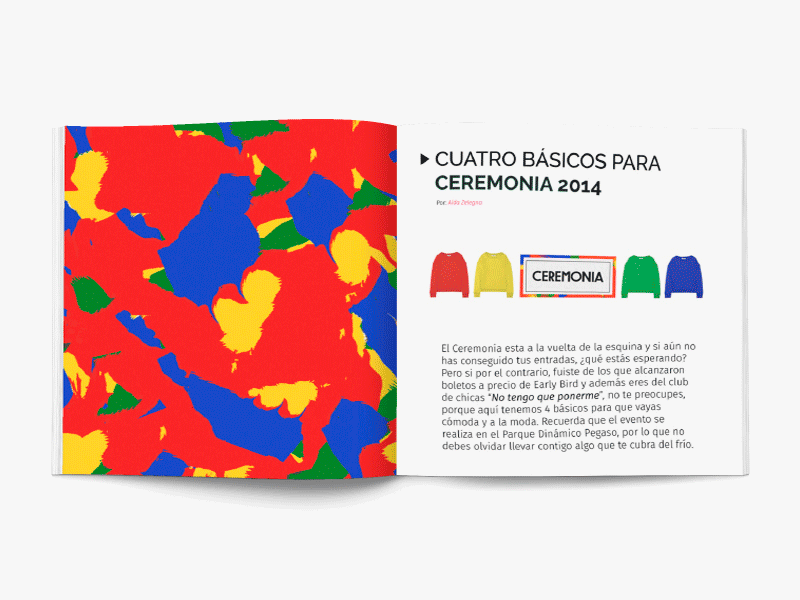 CUATRO BÁSICOS PARA
CEREMONIA 2014
Por: Aida Delegna
CEREMONIA
El Ceremonia esta a la vuelta de la esquina y si aún no
has conseguido tus entradas, ¿qué estás esperando?
Pero si por el contrario, fuiste de los que alcanzaron
boletos a precio de Early Bird y además eres del club
de chicas “No tengo que ponerme”, no te preocupes,
porque aquí tenemos 4 básicos para que vayas
cómoda y a la moda. Recuerda que el evento se
realiza en el Parque Dinámico Pegaso, por lo que no
debes olvidar llevar contigo algo que te cubra del frío.